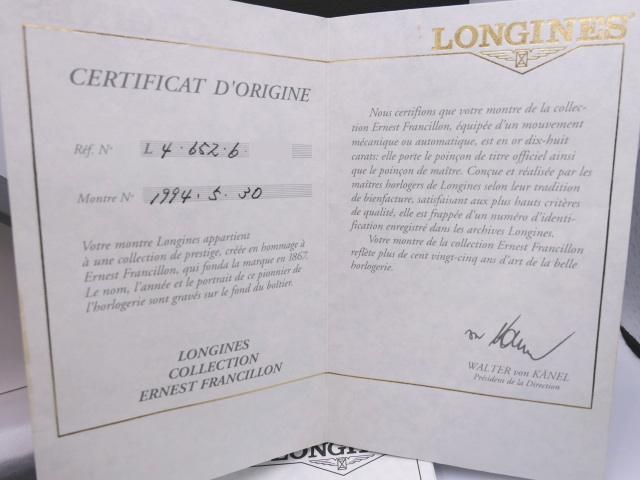 CERTIFICAT D'ORIGINE
Réf. N° L 4.652.6
Montre N° 1994.5.30
Votre montre Longines appartient
à une collection de prestige, créée en hommage à
Ernest Francillon, qui fonda la marque en 1867.
Le nom, l'année et le portrait de ce pionnier de
l'horlogerie sont gravés sur le fond du boîtier.
LONGINES
COLLECTION
ERNEST FRANCILLON
LONGINES
Nous certifions que votre montre de la collec-
tion Ernest Francillon, équipée d'un mouvement
mécanique ou automatique, est en or dix-huit
carats: elle porte le poinçon de titre officiel ainsi
que le poinçon de maître. Conçue et réalisée par les
maîtres horlogers de Longines selon leur tradition
de bienfacture, satisfaisant aux plus hauts critères
de qualité, elle est frappée d'un numéro d'identi-
fication enregistré dans les archives Longines.
Votre montre de la collection Ernest Francillon
reflète plus de cent vingt-cinq ans d'art de la belle
horlogerie.
WALTER von KÄNEL
Président de la Direction
LONGINES